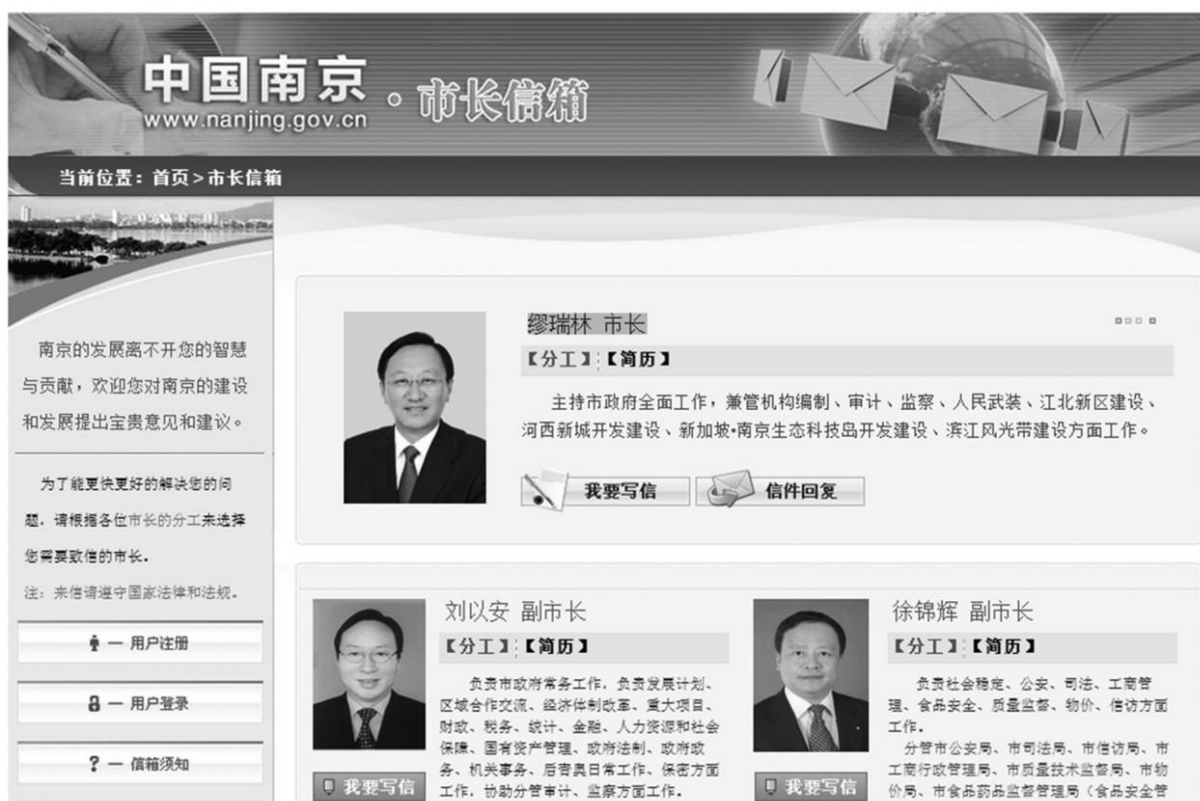 中国南京·市长信箱
www.nanjing.gov.cn
当前位置：首页>市长信箱
南京的发展离不开您的智慧
与贡献，欢迎您对南京的建设
和发展提出宝贵意见和建议。
为了能更快更好的解决您的问
题，请根据各位市长的分工来选择
您需要致信的市长。
注：来信请遵守国家法律和法规。
用户注册
用户登录
? 一 信箱须知
缪瑞林 市长
【分工】【简历】
主持市政府全面工作，兼管机构编制、审计、监察、人民武装、江北新区建设、
河西新城开发建设、新加坡·南京生态科技岛开发建设、滨江风光带建设方面工作。
我要写信 信件回复
刘以安 副市长
【分工】【简历】
负责市政府常务工作，负责发展计划、
区域合作交流、经济体制改革、重大项目、
财政、税务、统计、金融、人力资源和社会
保障、国有资产管理、政府法制、政府政
务、机关事务、后青奥日常工作、保密方面
工作，协助分管审计、监察方面工作。
我要写信
徐锦辉 副市长
【分工】【简历】
负责社会稳定、公安、司法、工商管
理、食品安全、质量监督、物价、信访方面
工作。
分管市公安局、市司法局、市信访局、市
工商行政管理局、市质量技术监督局、市物
价局、市食品药品监督管理局（食品安全管
我要写信